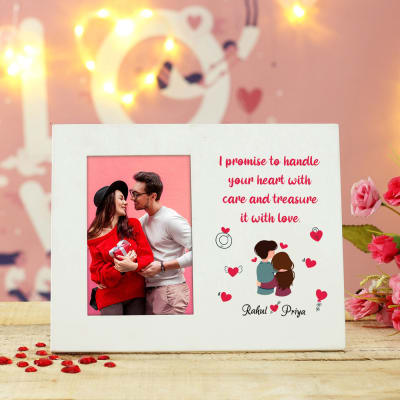 I promise to handle
your heart with
care and treasure
it with love.
Rahul Priya